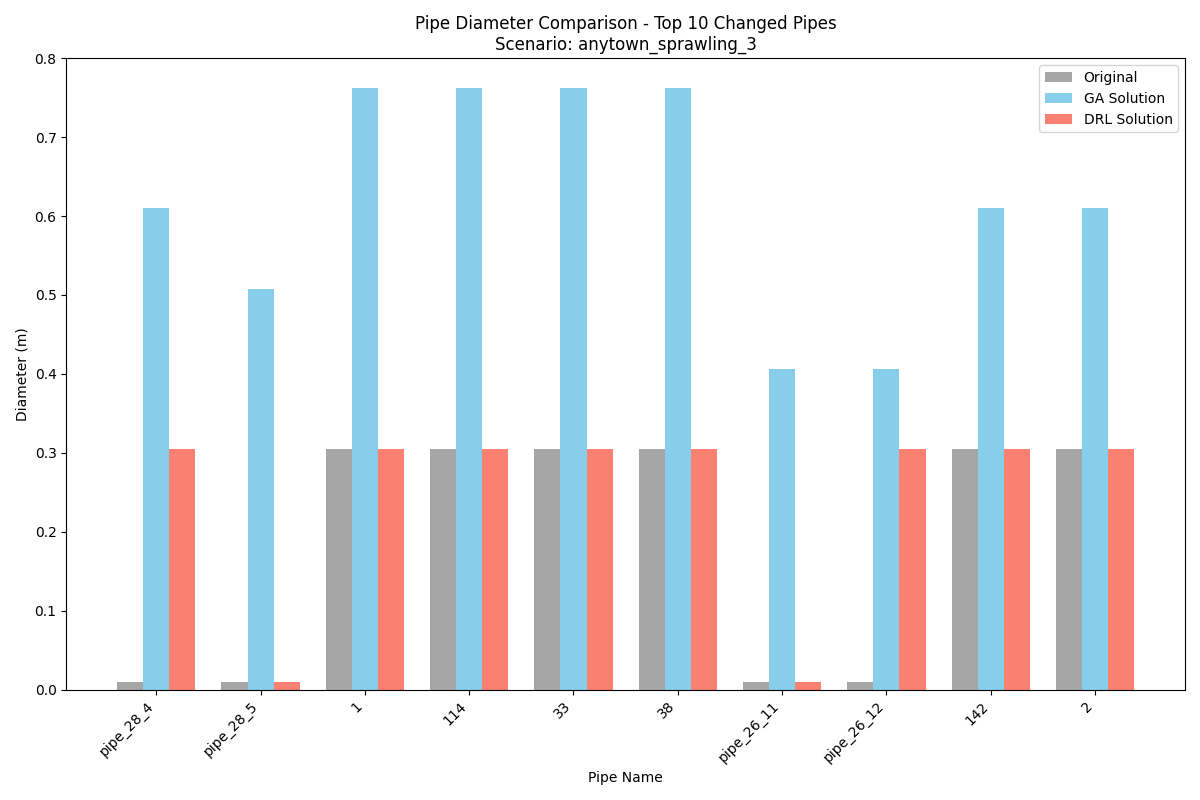 Pipe Diameter Comparison - Top 10 Changed Pipes
Scenario: anytown_sprawling_3
Original
GA Solution
DRL Solution
Diameter (m)
0.8
0.7
0.6
0.5
0.4
0.3
0.2
0.1
0.0
pipe_28_4
pipe_28_5
1
114
33
38
pipe_26_11
pipe_26_12
142
2
Pipe Name